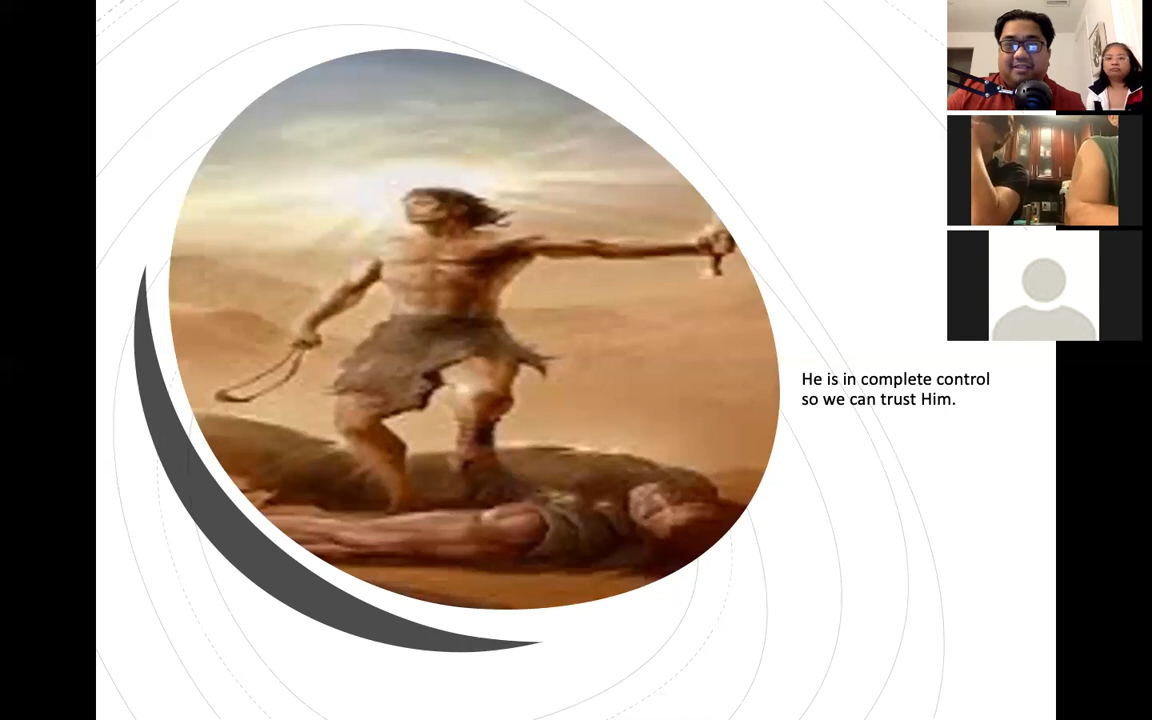 He is in complete control
so we can trust Him.